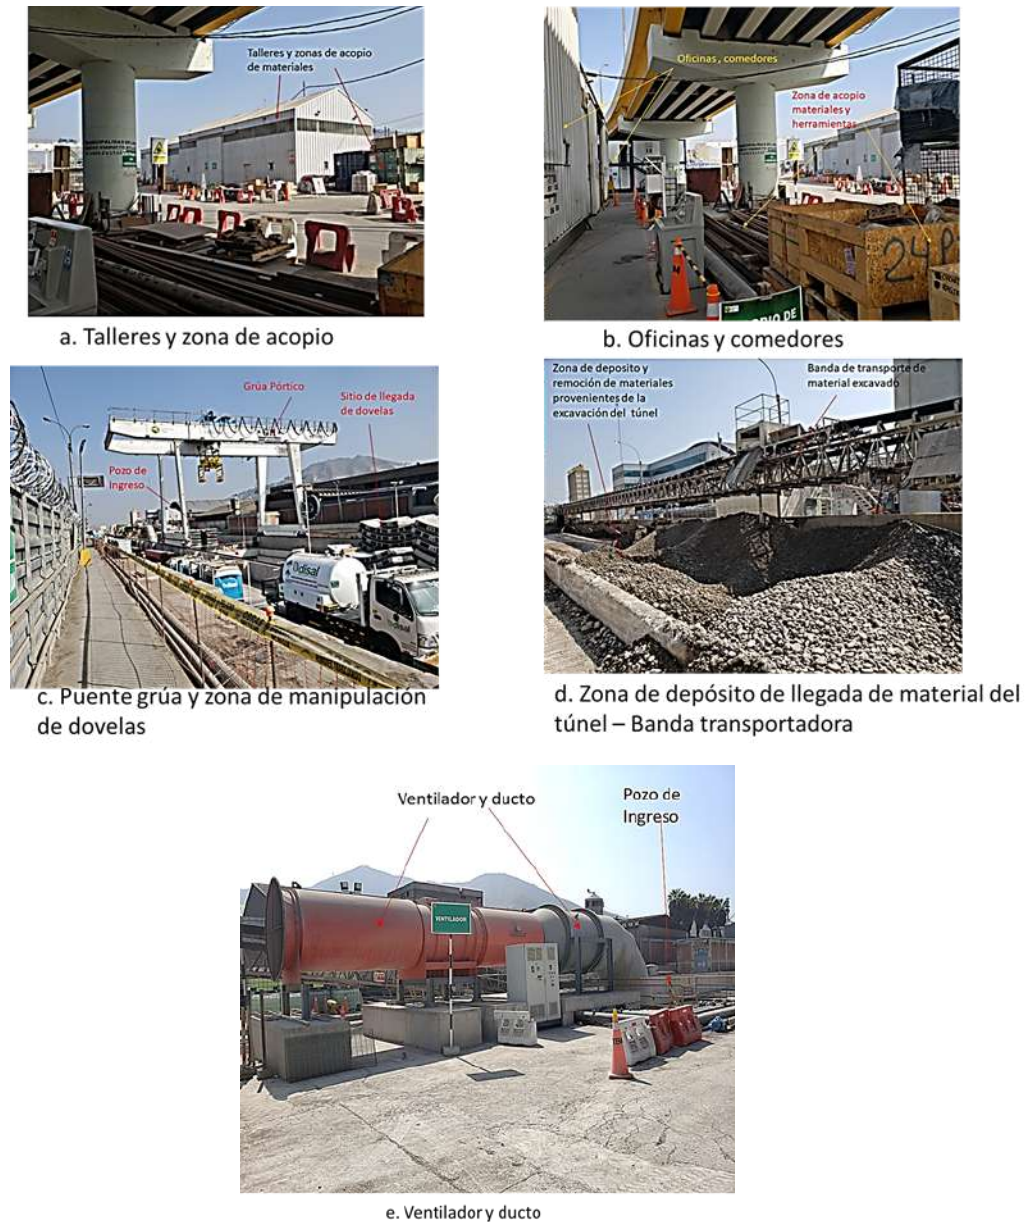 Talleres y zonas de acopio
de materiales
a. Talleres y zona de acopio
Oficinas , comedores
Zona de acopio
materiales y
herramientas
24P
b. Oficinas y comedores
Grúa Pórtico
Sitio de llegada
de dovelas
Pozo de
Ingreso
disal
c. Puente grúa y zona de manipulación
de dovelas
Zona de deposito y
remoción de materiales
provenientes de la
excavación del túnel
Banda de transporte de
material excavado
d. Zona de depósito de llegada de material del
túnel – Banda transportadora
Ventilador y ducto
Pozo de
Ingreso
VENTILADOR
e. Ventilador y ducto